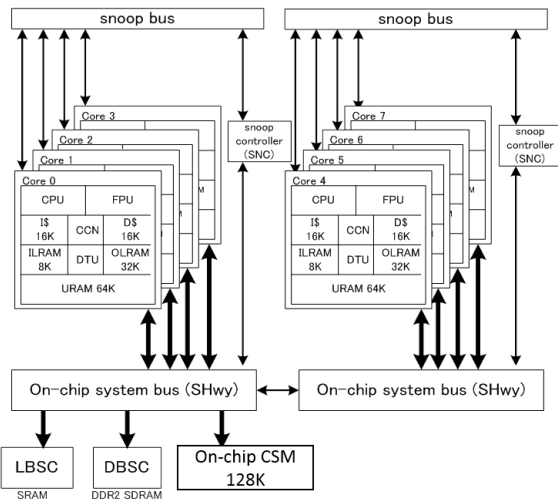 snoop bus
snoop bus
Core 3
Core 2
Core 1
Core 0
CPU
FPU
I$
16K
CCN
D$
16K
ILRAM
8K
DTU
OLRAM
32K
URAM 64K
M
M
snoop
controller
(SNC)
Core 7
Core 6
Core 5
Core 4
CPU
FPU
I$
16K
CCN
D$
16K
ILRAM
8K
DTU
OLRAM
32K
URAM 64K
M
M
snoop
controller
(SNC)
On-chip system bus (SHwy)
On-chip system bus (SHwy)
LBSC
SRAM
DBSC
DDR2 SDRAM
On-chip CSM
128K